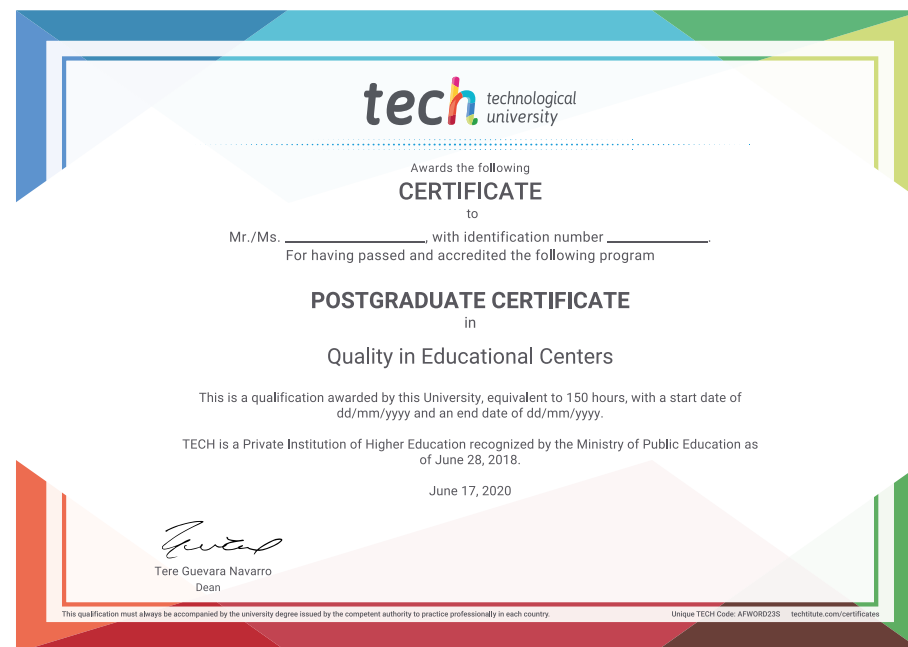 tech technological
university
Awards the following
CERTIFICATE
to
Mr./Ms. ____________________, with identification number ______________.
For having passed and accredited the following program
POSTGRADUATE CERTIFICATE
in
Quality in Educational Centers
This is a qualification awarded by this University, equivalent to 150 hours, with a start date of
dd/mm/yyyy and an end date of dd/mm/yyyy.
TECH is a Private Institution of Higher Education recognized by the Ministry of Public Education as
of June 28, 2018.
June 17, 2020
Tere Guevara Navarro
Dean
This qualification must always be accompanied by the university degree issued by the competent authority to practice professionally in each country. Unique TECH Code: AFWORD23S techtitute.com/certificates